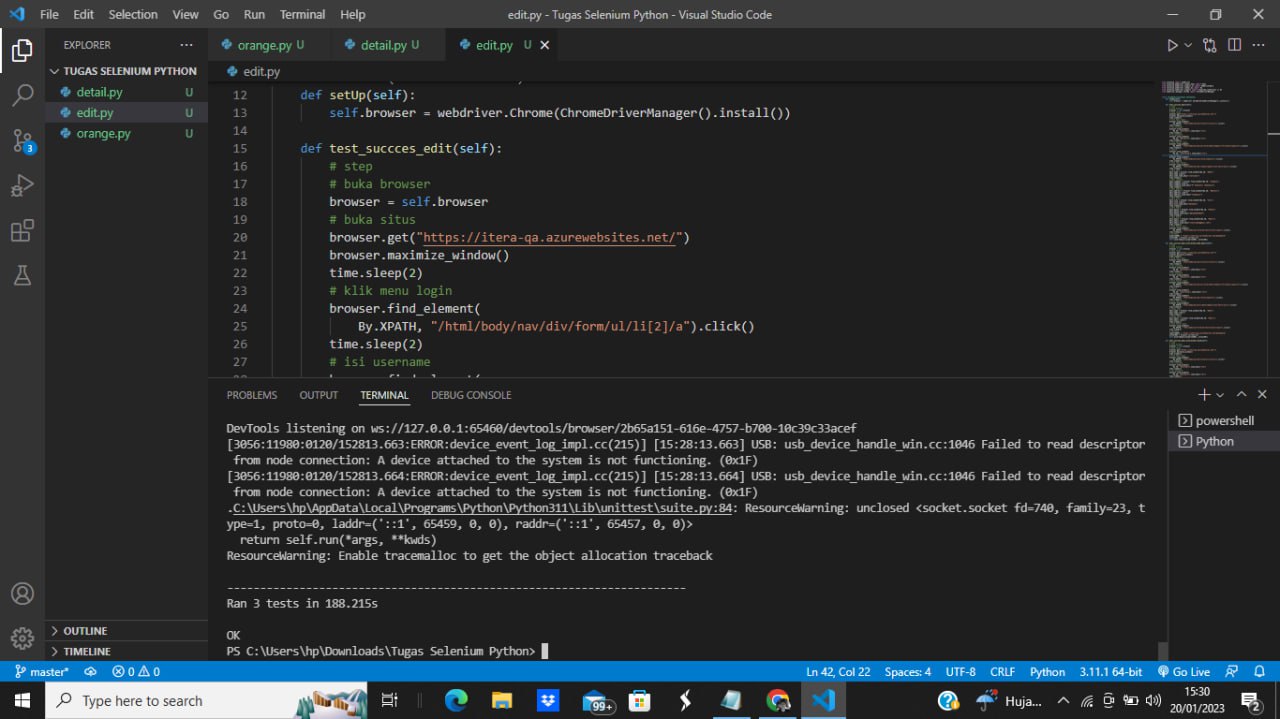 File Edit Selection View Go Run Terminal Help
edit.py - Tugas Selenium Python - Visual Studio Code
EXPLORER
TUGAS SELENIUM PYTHON
detail.py U
edit.py U
orange.py U
OUTLINE
TIMELINE
3
orange.py U detail.py U edit.py U
edit.py
12 def setUp(self):
13 self.browser = webdriver.Chrome(ChromeDriverManager().install())
14
15 def test_succces_edit(self):
16 # step
17 # buka browser
18 browser = self.browser
19 # buka situs
20 browser.get("https://jtera-qa.azurewebsites.net/")
21 browser.maximize_window()
22 time.sleep(2)
23 # klik menu login
24 browser.find_element(
25 By.XPATH, "/html/body/nav/div/form/ul/li[2]/a").click()
26 time.sleep(2)
27 # isi username
PROBLEMS OUTPUT TERMINAL DEBUG CONSOLE
powershell
Python
DevTools listening on ws://127.0.0.1:65460/devtools/browser/2b65a151-616e-4757-b700-10c39c33acef
[3056:11980:0120/152813.663:ERROR:device_event_log_impl.cc(215)] [15:28:13.663] USB: usb_device_handle_win.cc:1046 Failed to read descriptor
from node connection: A device attached to the system is not functioning. (0x1F)
[3056:11980:0120/152813.664:ERROR:device_event_log_impl.cc(215)] [15:28:13.664] USB: usb_device_handle_win.cc:1046 Failed to read descriptor
from node connection: A device attached to the system is not functioning. (0x1F)
.C:\Users\hp\AppData\Local\Programs\Python\Python311\Lib\unittest\suite.py:84: ResourceWarning: unclosed <socket.socket fd=740, family=23, t
ype=1, proto=0, laddr=('::1', 65459, 0, 0), raddr=('::1', 65457, 0, 0)>
return self.run(*args, **kwds)
ResourceWarning: Enable tracemalloc to get the object allocation traceback
----------------------------------------------------------------------
Ran 3 tests in 188.215s
OK
PS C:\Users\hp\Downloads\Tugas Selenium Python>
master* 0 0 Ln 42, Col 22 Spaces: 4 UTF-8 CRLF Python 3.11.1 64-bit Go Live
Type here to search
99+
Huja...
15:30
20/01/2023
2